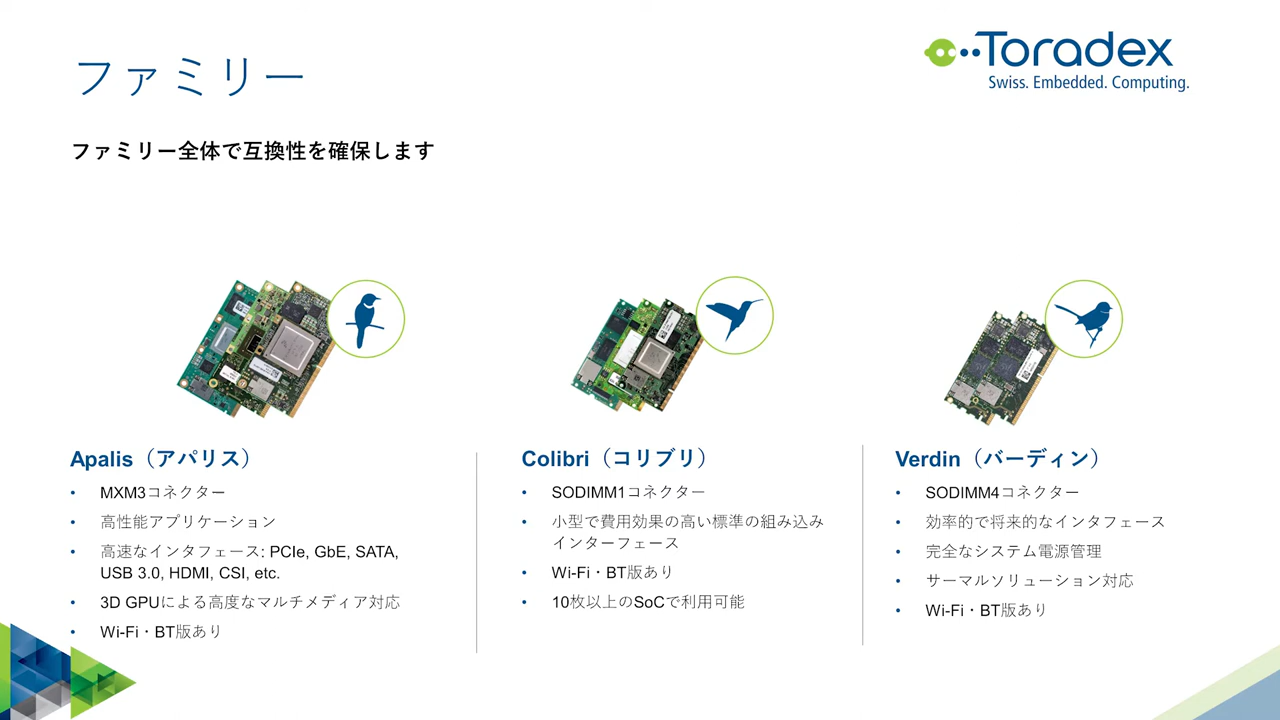 ファミリー
Toradex
Swiss. Embedded. Computing.
ファミリー全体で互換性を確保します
Apalis（アパリス）
• MXM3コネクター
• 高性能アプリケーション
• 高速なインタフェース: PCIe, GbE, SATA,
USB 3.0, HDMI, CSI, etc.
• 3D GPUによる高度なマルチメディア対応
• Wi-Fi・BT版あり
Colibri（コリブリ）
• SODIMM1コネクター
• 小型で費用効果の高い標準の組み込み
インターフェース
• Wi-Fi・BT版あり
• 10枚以上のSoCで利用可能
Verdin（バーディン）
• SODIMM4コネクター
• 効率的で将来的なインタフェース
• 完全なシステム電源管理
• サーマルソリューション対応
• Wi-Fi・BT版あり